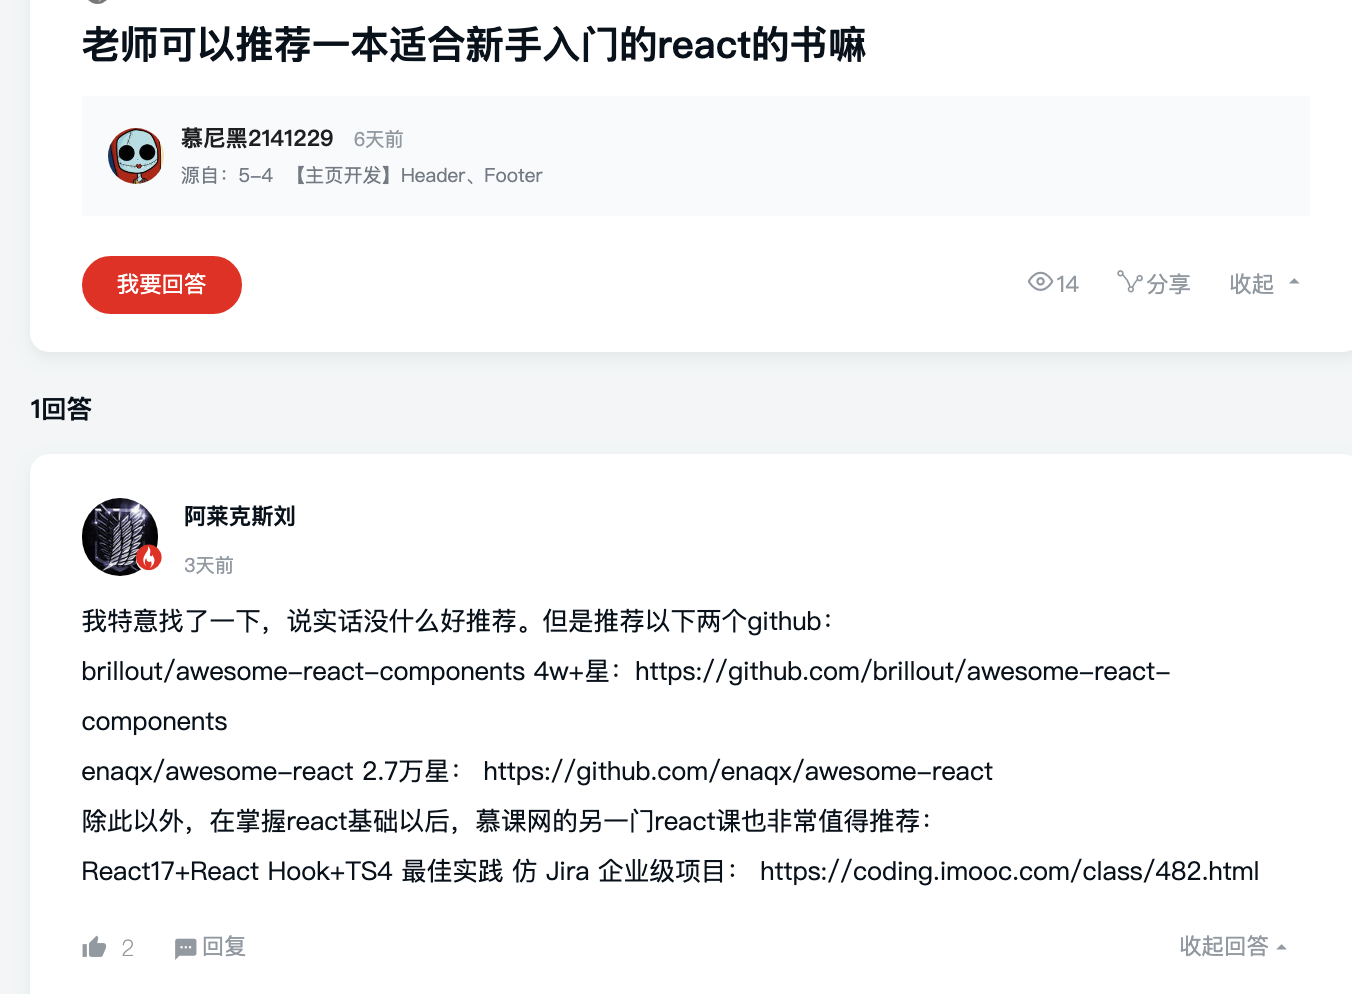 老师可以推荐一本适合新手入门的react的书嘛
慕尼黑2141229 6天前
源自：5-4 【主页开发】Header、Footer
我要回答
14 分享 收起
1回答
阿莱克斯刘
3天前
我特意找了一下，说实话没什么好推荐。但是推荐以下两个github：
brillout/awesome-react-components 4w+星：https://github.com/brillout/awesome-react-
components
enaqx/awesome-react 2.7万星： https://github.com/enaqx/awesome-react
除此以外，在掌握react基础以后，慕课网的另一门react课也非常值得推荐：
React17+React Hook+TS4 最佳实践 仿 Jira 企业级项目： https://coding.imooc.com/class/482.html
2 回复 收起回答